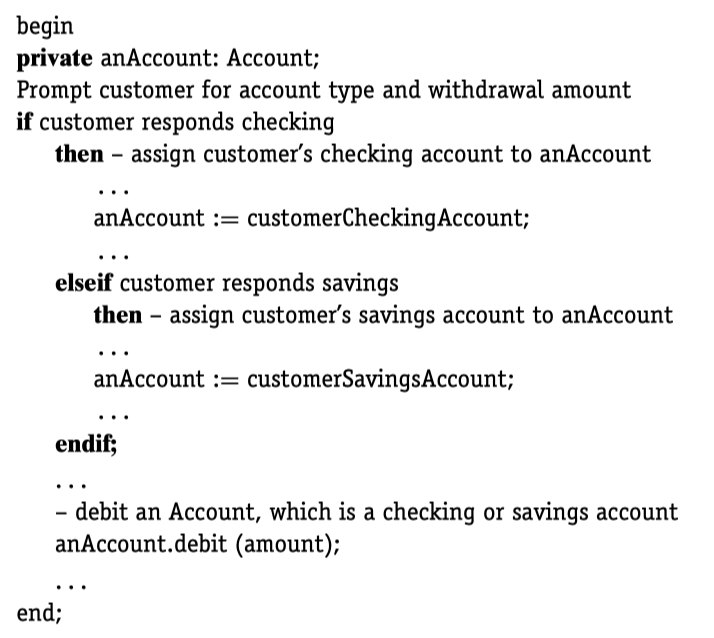 begin
private anAccount: Account;
Prompt customer for account type and withdrawal amount
if customer responds checking
then – assign customer’s checking account to anAccount
...
anAccount := customerCheckingAccount;
...
elseif customer responds savings
then – assign customer’s savings account to anAccount
...
anAccount := customerSavingsAccount;
...
endif;
...
– debit an Account, which is a checking or savings account
anAccount.debit (amount);
...
end;